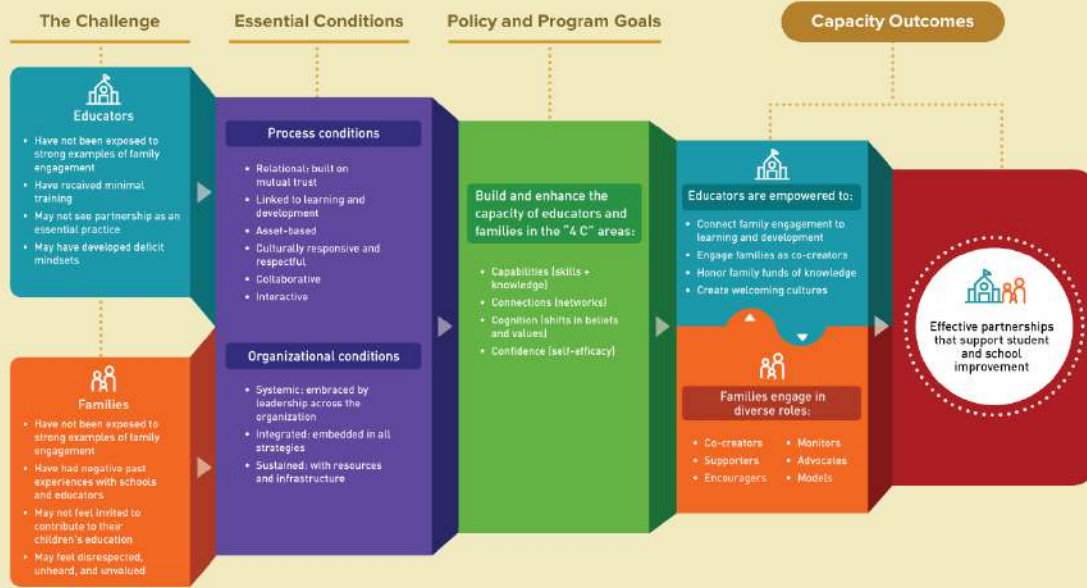 The Challenge
Essential Conditions
Policy and Program Goals
Capacity Outcomes
Educators
• Have not been exposed to
strong examples of family
engagement
• Have received minimal
training
• May not see partnership as an
essential practice
• May have developed deficit
mindsets
Families
• Have not been exposed to
strong examples of family
engagement
• Have had negative past
experiences with schools
and educators
• May not feel invited to
contribute to their
children's education
• May feel disrespected,
unheard, and unvalued
Process conditions
• Relational: built on
mutual trust
• Linked to learning and
development
• Asset-based
• Culturally responsive and
respectful
• Collaborative
• Interactive
Organizational conditions
• Systemic: embraced by
leadership across the
organization
• Integrated: embedded in all
strategies
• Sustained: with resources
and infrastructure
Build and enhance the
capacity of educators and
families in the "4 C" areas:
• Capabilities (skills +
knowledge)
• Connections (networks)
• Cognition (shifts in beliefs
and values)
• Confidence (self-efficacy)
Educators are empowered to:
• Connect family engagement to
learning and development
• Engage families as co-creators
• Honor family funds of knowledge
• Create welcoming cultures
Families engage in
diverse roles:
• Co-creators
• Supporters
• Encouragers
• Monitors
• Advocates
• Models
Effective partnerships
that support student
and school
improvement